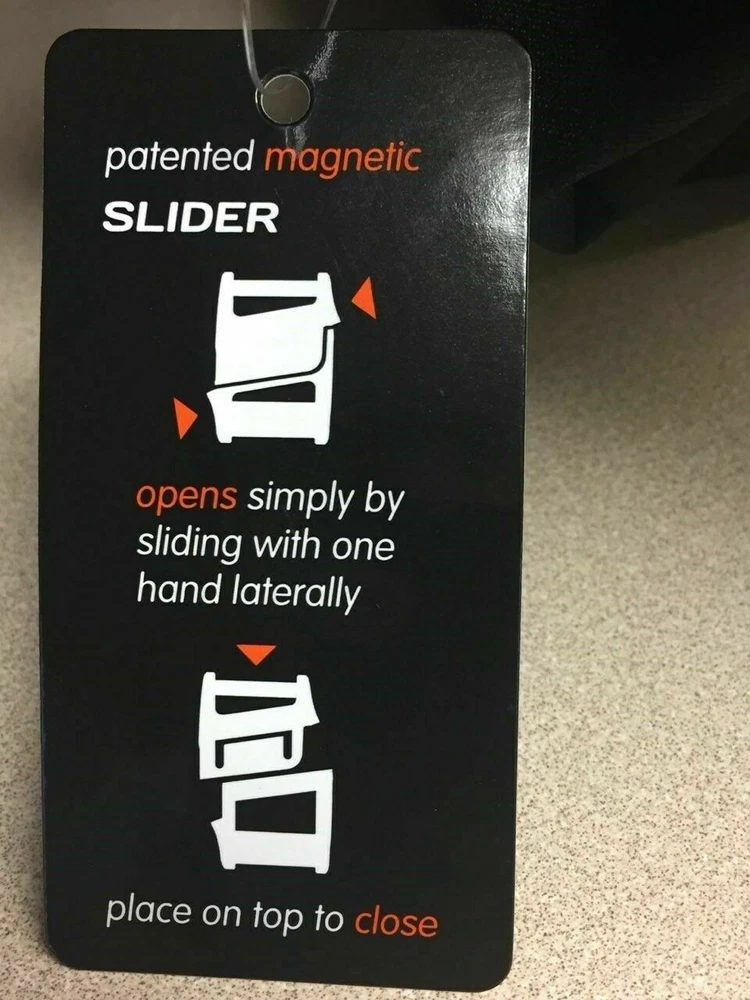 patented magnetic
SLIDER
opens simply by
sliding with one
hand laterally
place on top to close